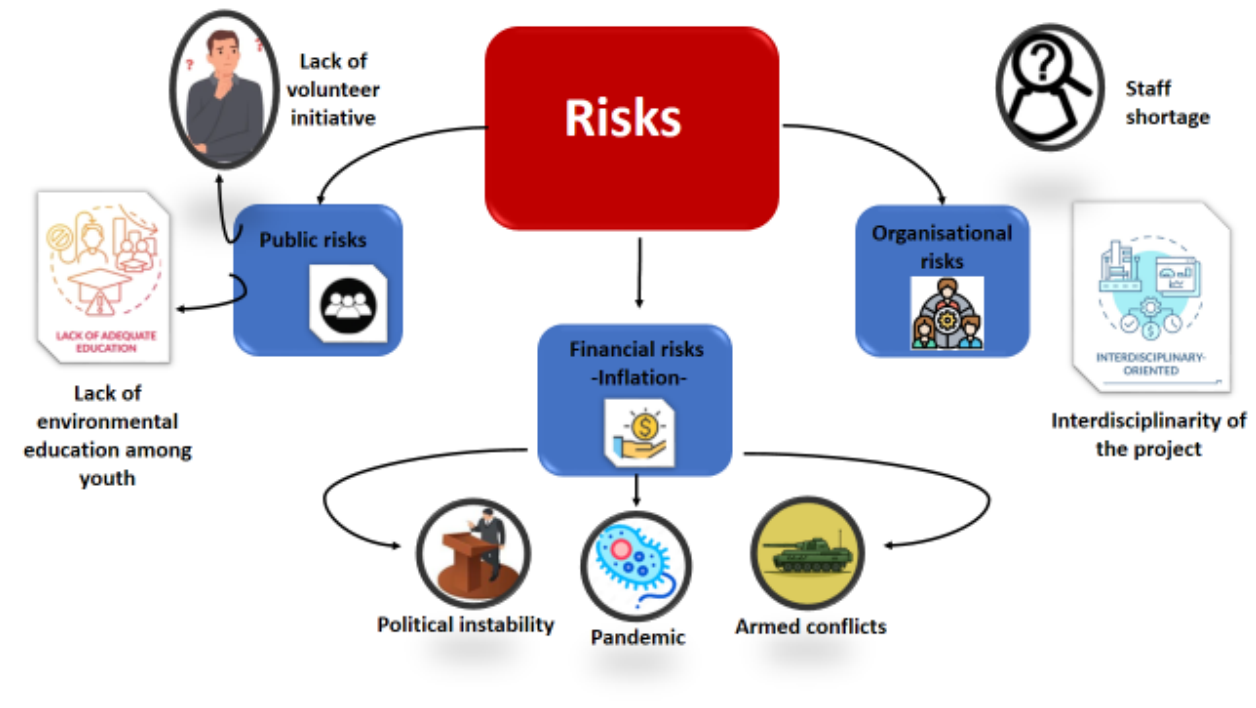 Risks
Lack of
volunteer
initiative
?
?
?
Staff
shortage
Public risks
Organisational
risks
LACK OF ADEQUATE
EDUCATION
Lack of
environmental
education among
youth
Financial risks
-Inflation-
$
$
INTERDISCIPLINARY-
ORIENTED
Interdisciplinarity of
the project
Political instability
Pandemic
Armed conflicts